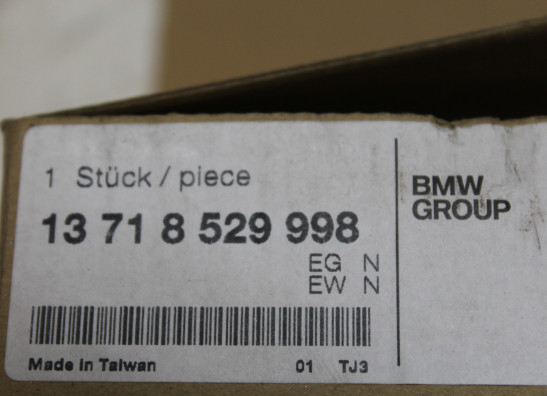 1 Stück / piece
13 71 8 529 998
EG N
EW N
Made in Taiwan 01 TJ3
BMW
GROUP